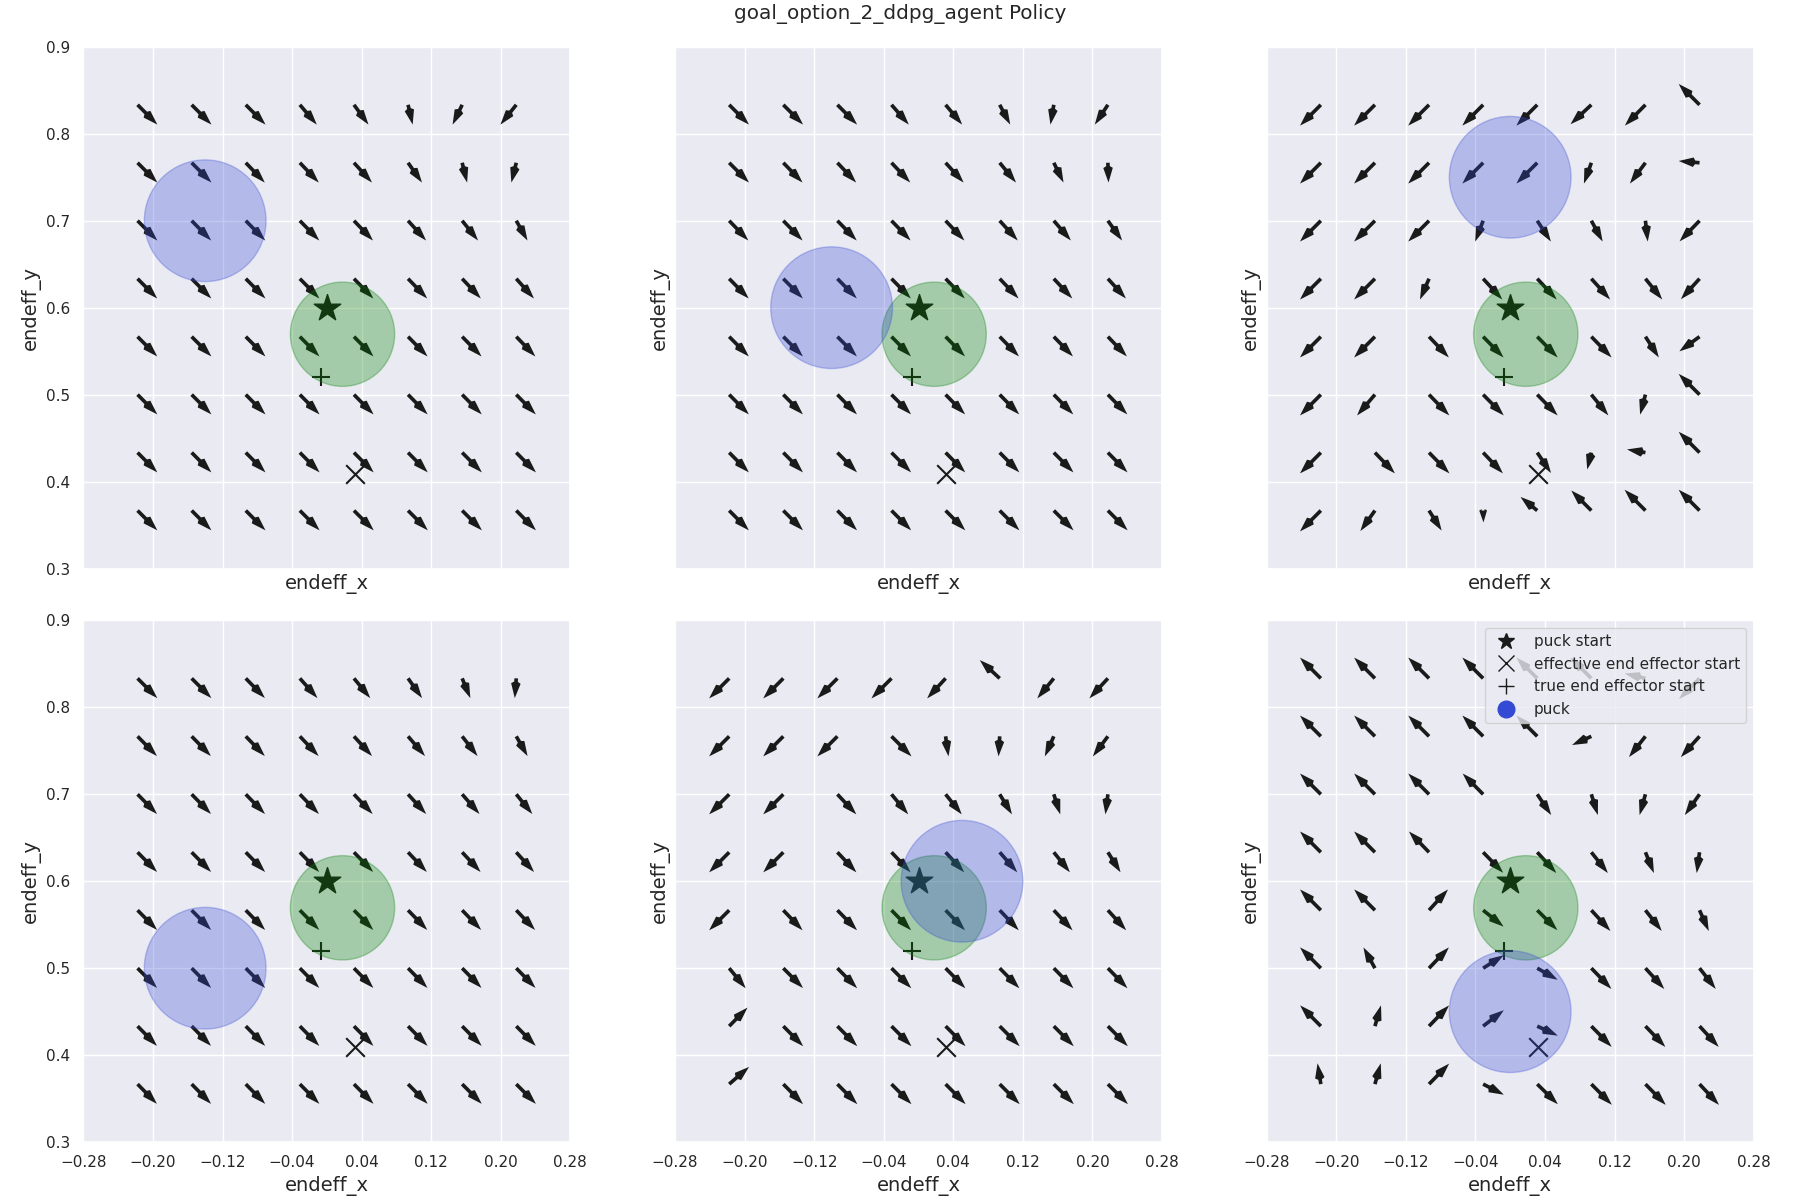 goal_option_2_ddpg_agent Policy
0.9
0.8
0.7
0.6
0.5
0.4
0.3
endeff_y
endeff_x
endeff_y
endeff_x
endeff_y
endeff_x
0.9
0.8
0.7
0.6
0.5
0.4
0.3
endeff_y
−0.28 −0.20 −0.12 −0.04 0.04 0.12 0.20 0.28
endeff_x
endeff_y
−0.28 −0.20 −0.12 −0.04 0.04 0.12 0.20 0.28
endeff_x
puck start
effective end effector start
true end effector start
puck
endeff_y
−0.28 −0.20 −0.12 −0.04 0.04 0.12 0.20 0.28
endeff_x